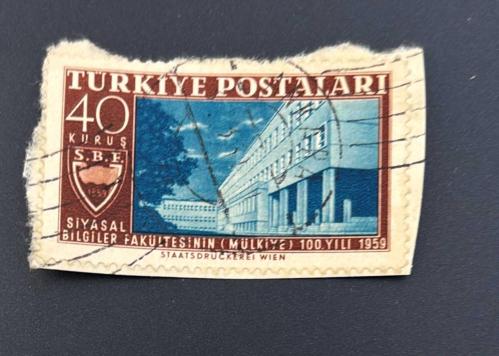 TÜRKİYE POSTALARI
40
KURUŞ
S.B.F.
1859
SİYASAL
BİLGİLER FAKÜLTESİNİN (MÜLKİYE) 100.YILI 1959
STAATSDRUCKEREI WIEN